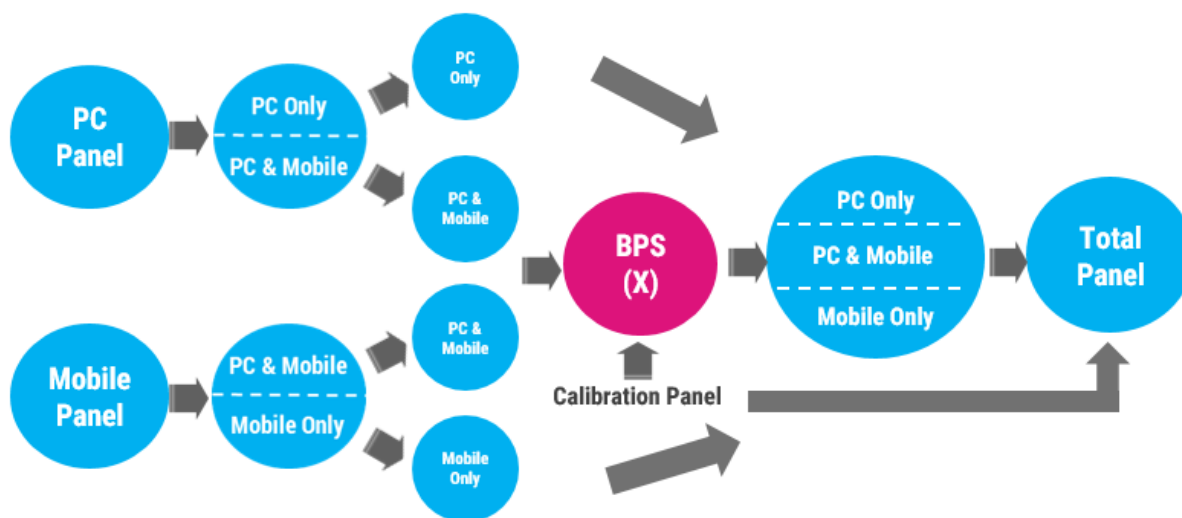 PC
Panel
PC Only
PC & Mobile
PC
Only
PC &
Mobile
Mobile
Panel
PC & Mobile
Mobile Only
PC &
Mobile
Mobile
Only
BPS
(X)
Calibration Panel
PC Only
PC & Mobile
Mobile Only
Total
Panel